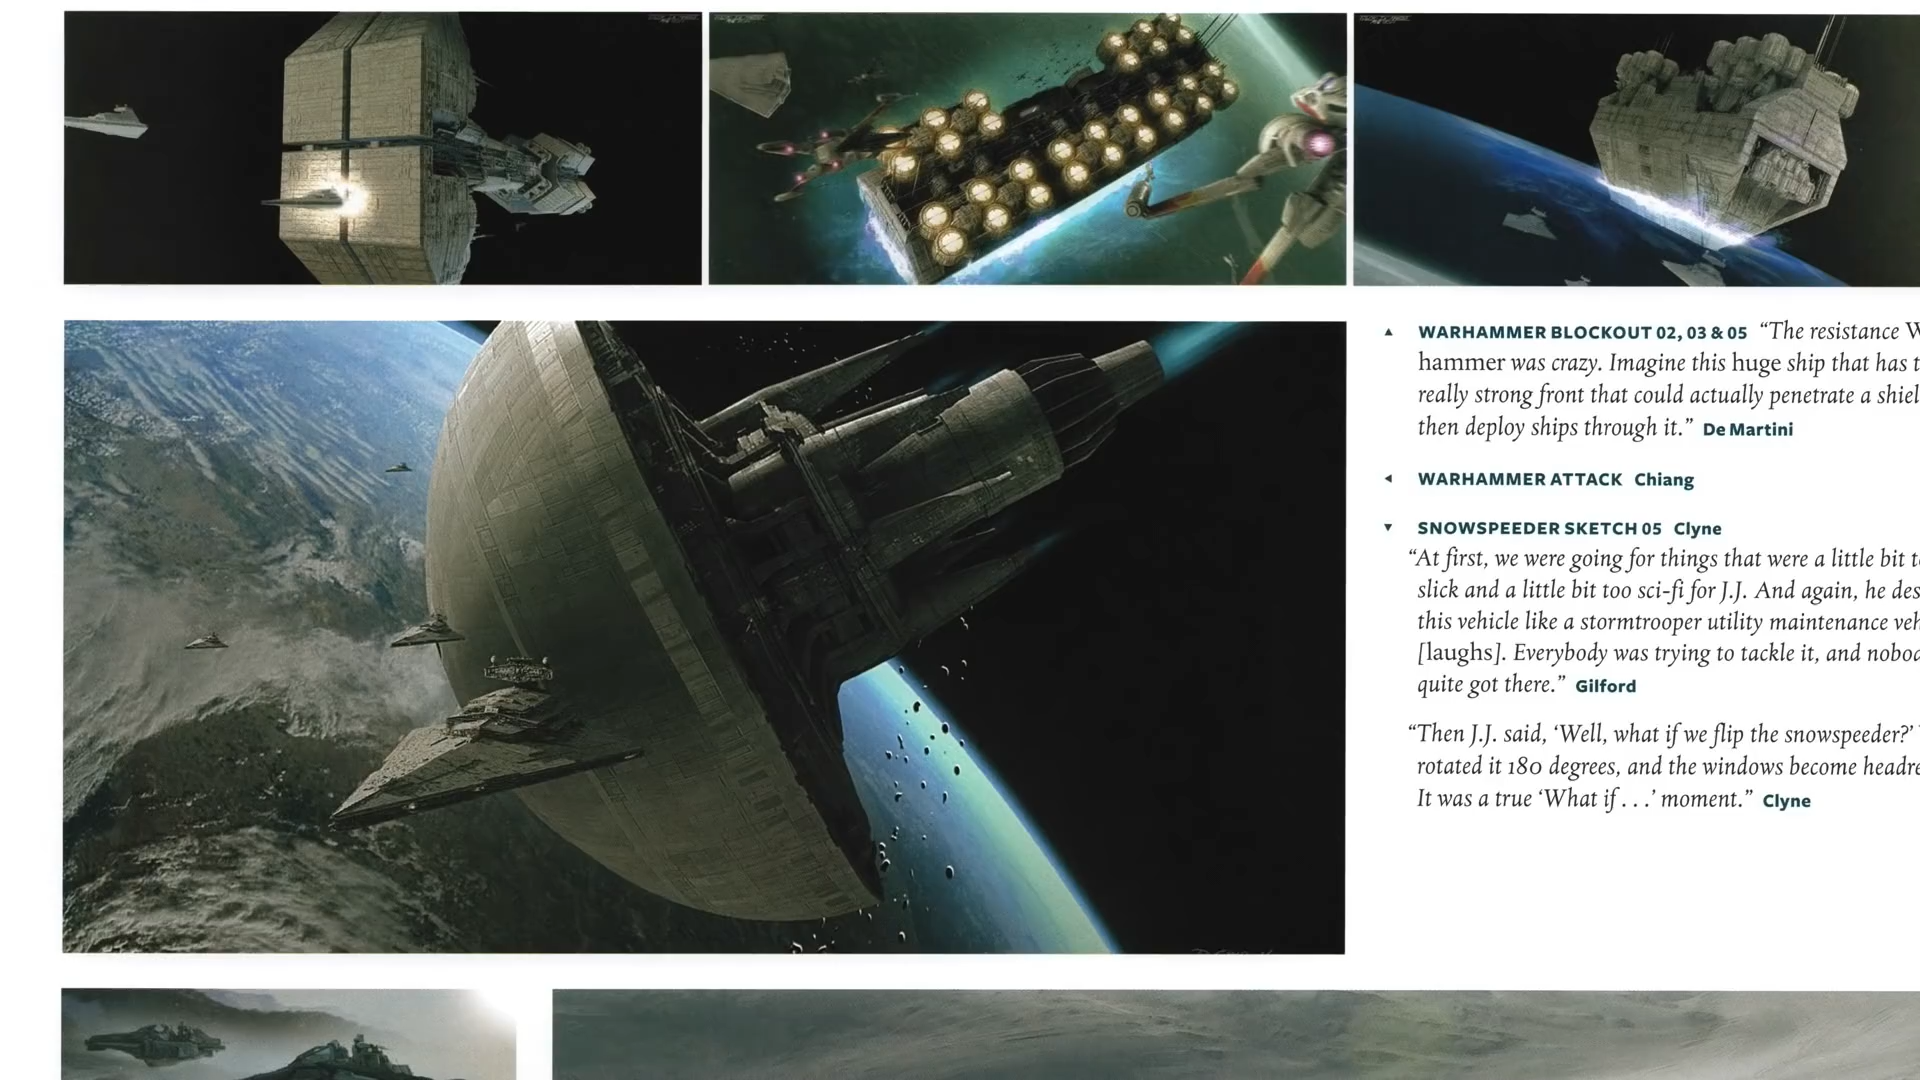 WARHAMMER BLOCKOUT 02, 03 & 05 “The resistance
hammer was crazy. Imagine this huge ship that has
really strong front that could actually penetrate a
then deploy ships through it.” De Martini
WARHAMMER ATTACK Chiang
SNOWSPEEDER SKETCH 05 Clyne
“At first, we were going for things that were a little bit
slick and a little bit too sci-fi for J.J. And again, he
this vehicle like a stormtrooper utility maintenance
[laughs]. Everybody was trying to tackle it, and
quite got there.” Gilford
“Then J.J. said, ‘Well, what if we flip the snowspeeder?’
rotated it 180 degrees, and the windows become
It was a true ‘What if . . .’ moment.” Clyne